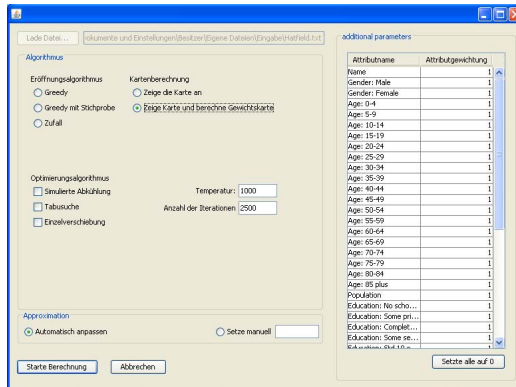 Lade Datei...
okumente und Einstellungen\Besitzer\Eigene Dateien\Eingabe\Hatfield.txt
Algorithmus
Eröffnungsalgorithmus
Kartenberechnung
Greedy
Zeige die Karte an
Greedy mit Stichprobe
Zeige Karte und berechne Gewichtskarte
Zufall
Optimierungsalgorithmus
Simulierte Abkühlung
Temperatur: 1000
Tabusuche
Anzahl der Iterationen 2500
Einzelverschiebung
Approximation
Automatisch anpassen
Setze manuell
Starte Berechnung
Abbrechen
additional parameters
Attributname Attributgewichtung
Name 1
Gender: Male 1
Gender: Female 1
Age: 0-4 1
Age: 5-9 1
Age: 10-14 1
Age: 15-19 1
Age: 20-24 1
Age: 25-29 1
Age: 30-34 1
Age: 35-39 1
Age: 40-44 1
Age: 45-49 1
Age: 50-54 1
Age: 55-59 1
Age: 60-64 1
Age: 65-69 1
Age: 70-74 1
Age: 75-79 1
Age: 80-84 1
Age: 85 plus 1
Population 1
Education: No scho... 1
Education: Some pri... 1
Education: Complet... 1
Education: Some se... 1
Setzte alle auf 0